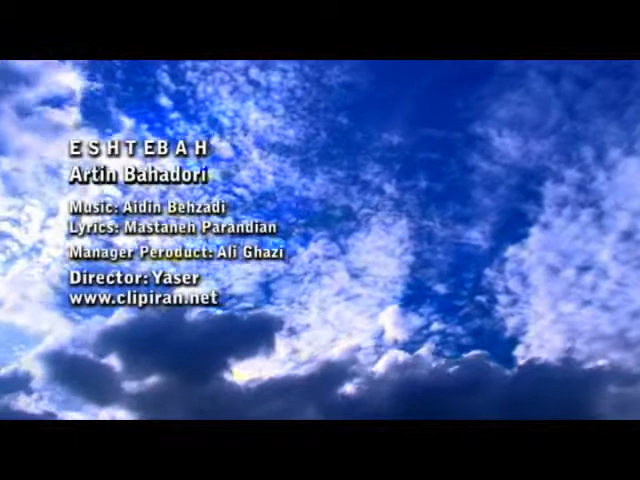 ESHTEBAH
Artin Bahadori
Music: Aidin Behzadi
Lyrics: Mastaneh Parandian
Manager Peroduct: Ali Ghazi
Director: Yaser
www.clipiran.net